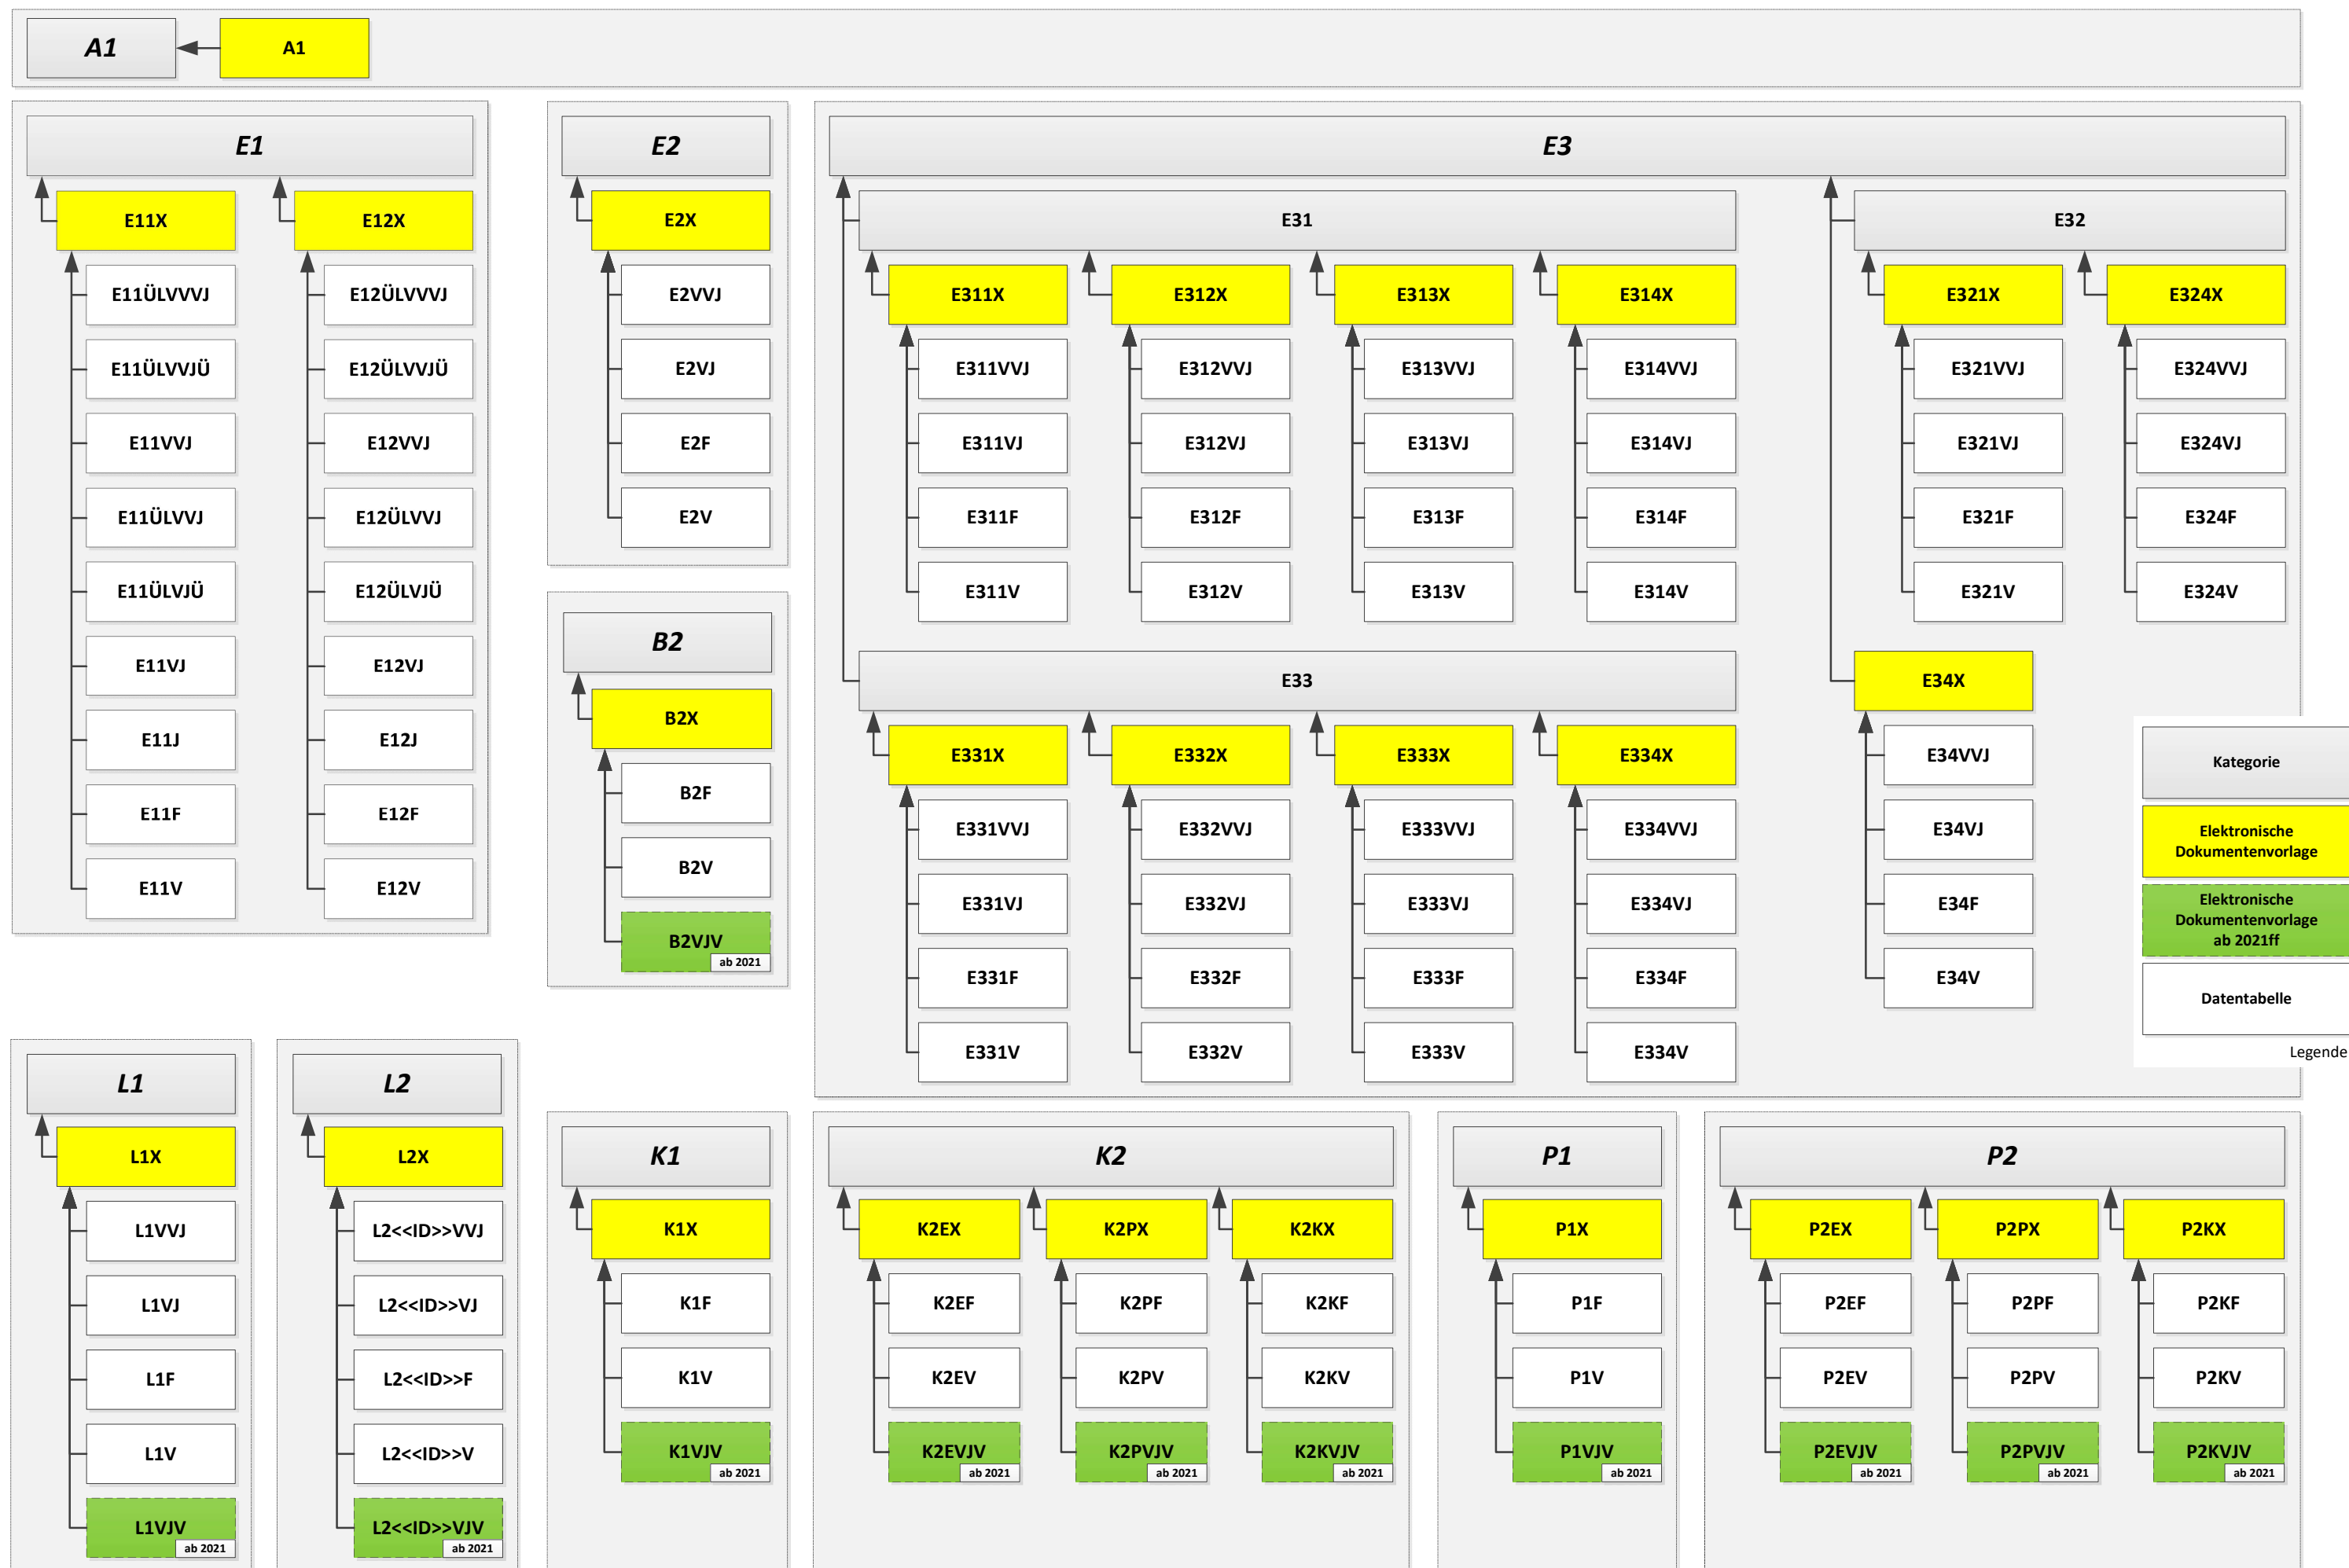 A1
A1
E1
E11X
E11ÜLVVVJ
E11ÜLVVJÜ
E11VVJ
E11ÜLVVJ
E11ÜLVJÜ
E11VJ
E11J
E11F
E11V
E12X
E12ÜLVVVJ
E12ÜLVVJÜ
E12VVJ
E12ÜLVVJ
E12ÜLVJÜ
E12VJ
E12J
E12F
E12V
E2
E2X
E2VVJ
E2VJ
E2F
E2V
B2
B2X
B2F
B2V
B2VJV
ab 2021
E3
E31
E311X
E311VVJ
E311VJ
E311F
E311V
E312X
E312VVJ
E312VJ
E312F
E312V
E313X
E313VVJ
E313VJ
E313F
E313V
E314X
E314VVJ
E314VJ
E314F
E314V
E32
E321X
E321VVJ
E321VJ
E321F
E321V
E324X
E324VVJ
E324VJ
E324F
E324V
E33
E331X
E331VVJ
E331VJ
E331F
E331V
E332X
E332VVJ
E332VJ
E332F
E332V
E333X
E333VVJ
E333VJ
E333F
E333V
E334X
E334VVJ
E334VJ
E334F
E334V
E34X
E34VVJ
E34VJ
E34F
E34V
Kategorie
Elektronische
Dokumentenvorlage
Elektronische
Dokumentenvorlage
ab 2021ff
Datentabelle
Legende
L1
L1X
L1VVJ
L1VJ
L1F
L1V
L1VJV
ab 2021
L2
L2X
L2<<ID>>VVJ
L2<<ID>>VJ
L2<<ID>>F
L2<<ID>>V
L2<<ID>>VJV
ab 2021
K1
K1X
K1F
K1V
K1VJV
ab 2021
K2
K2EX
K2EF
K2EV
K2EVJV
ab 2021
K2PX
K2PF
K2PV
K2PVJV
ab 2021
K2KX
K2KF
K2KV
K2KVJV
ab 2021
P1
P1X
P1F
P1V
P1VJV
ab 2021
P2
P2EX
P2EF
P2EV
P2EVJV
ab 2021
P2PX
P2PF
P2PV
P2PVJV
ab 2021
P2KX
P2KF
P2KV
P2KVJV
ab 2021